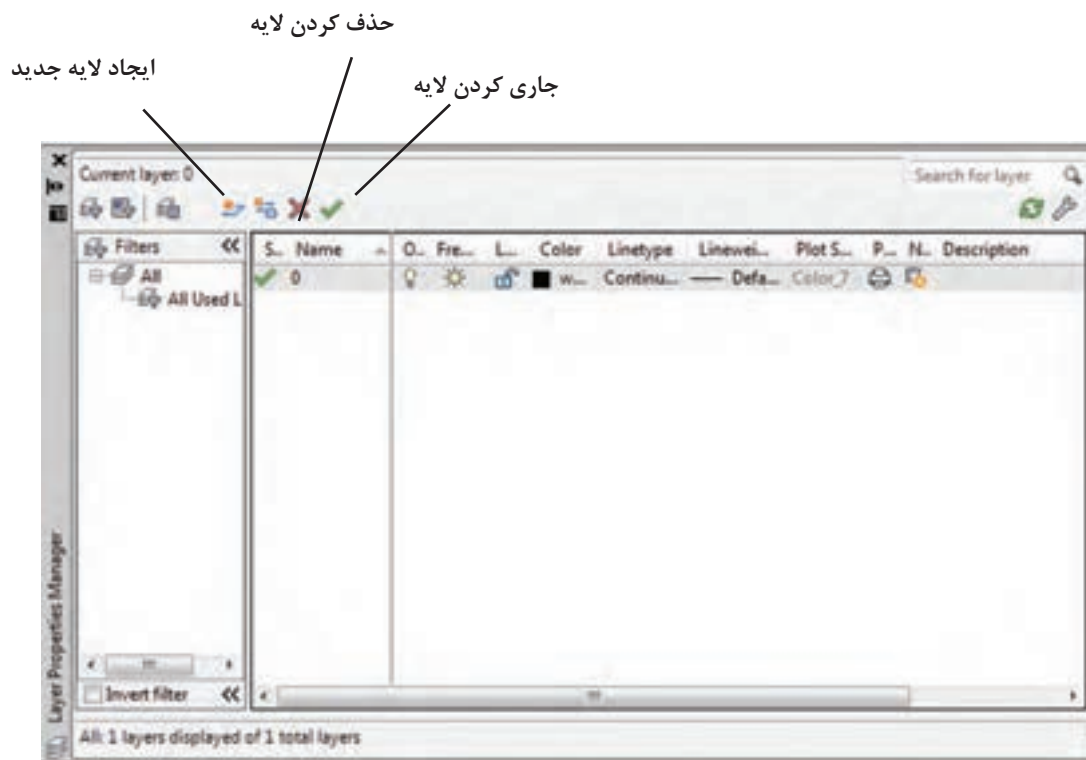 حذف کردن لایه
ایجاد لایه جدید
جاری کردن لایه
Current layer: 0
Search for layer
Filters
S... Name O... Fre... L... Color Linetype Linewei... Plot S... P... N... Description
All
0 w... Continu... Defa... Color_7
All Used L
Invert filter
All: 1 layers displayed of 1 total layers
Layer Properties Manager